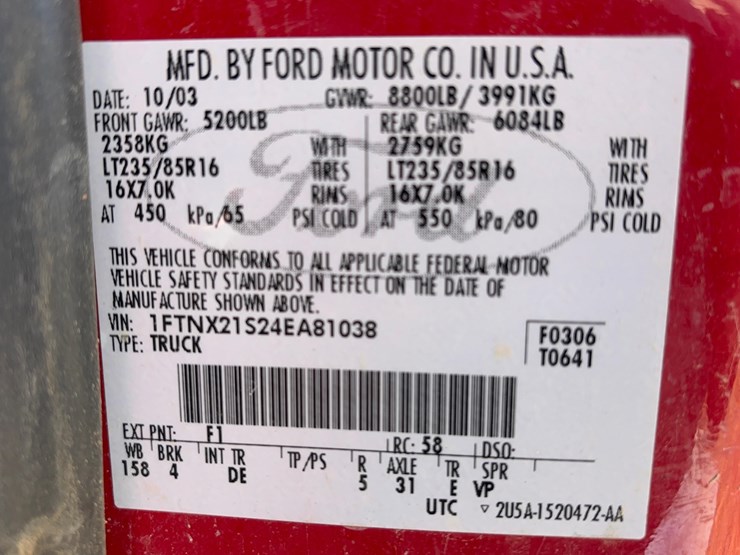 MFD. BY FORD MOTOR CO. IN U.S.A.
DATE: 10/03 GVWR: 8800LB / 3991KG
FRONT GAWR: 5200LB REAR GAWR: 6084LB
2358KG WITH 2759KG WITH
LT235/85R16 TIRES LT235/85R16 TIRES
16X7.0K RIMS 16X7.0K RIMS
AT 450 kPa/65 PSI COLD AT 550 kPa/80 PSI COLD
Ford
THIS VEHICLE CONFORMS TO ALL APPLICABLE FEDERAL MOTOR
VEHICLE SAFETY STANDARDS IN EFFECT ON THE DATE OF
MANUFACTURE SHOWN ABOVE.
VIN: 1FTNX21S24EA81038 F0306
TYPE: TRUCK T0641
EXT PNT: F1 RC: 58 DSO:
WB BRK INT TR TP/PS R AXLE TR SPR
158 4 DE 5 31 E VP
UTC ▽ 2U5A-1520472-AA